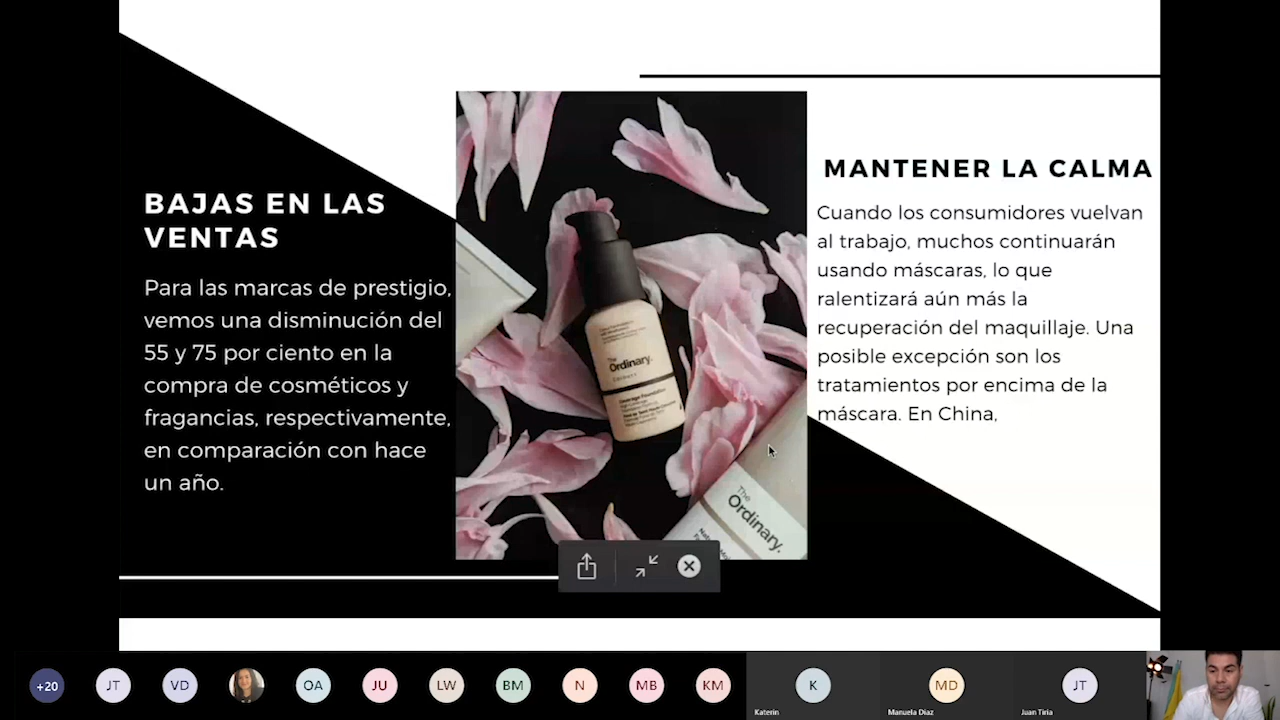 BAJAS EN LAS
VENTAS
Para las marcas de prestigio,
vemos una disminución del
55 y 75 por ciento en la
compra de cosméticos y
fragancias, respectivamente,
en comparación con hace
un año.
The
Ordinary.
Coverage Foundation
The
Ordinary.
MANTENER LA CALMA
Cuando los consumidores vuelvan
al trabajo, muchos continuarán
usando máscaras, lo que
ralentizará aún más la
recuperación del maquillaje. Una
posible excepción son los
tratamientos por encima de la
máscara. En China,
+20
JT
VD
OA
JU
LW
BM
N
MB
KM
K
Katerin
MD
Manuela Diaz
JT
Juan Tiria